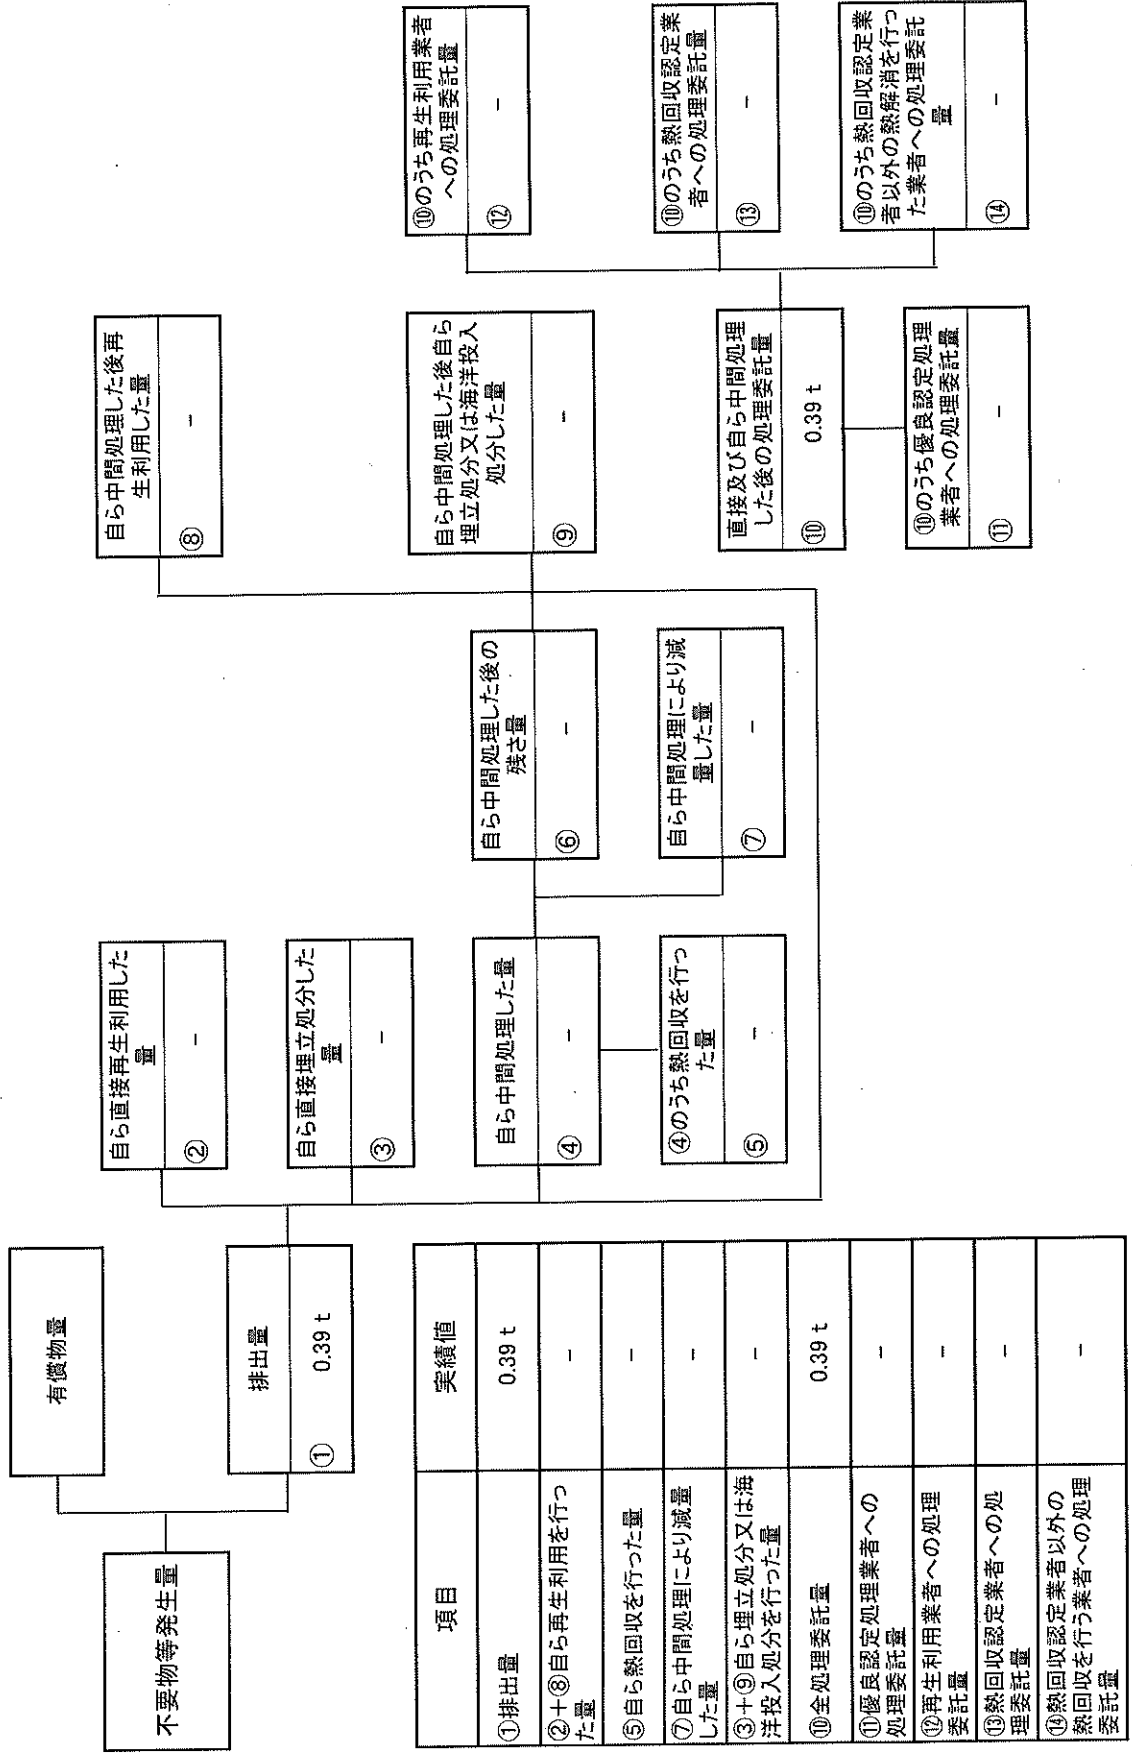 不要物等発生量
有償物量
排出量
① 0.39 t
自ら直接再生利用した
量
② －
自ら直接埋立処分した
量
③ －
自ら中間処理した量
④ －
④のうち熱回収を行っ
た量
⑤ －
自ら中間処理した後の
残さ量
⑥ －
自ら中間処理により減
量した量
⑦ －
自ら中間処理した後再
生利用した量
⑧ －
自ら中間処理した後自ら
埋立処分又は海洋投入
処分した量
⑨ －
直接及び自ら中間処理
した後の処理委託量
⑩ 0.39 t
⑩のうち優良認定処理
業者への処理委託量
⑪ －
⑩のうち再生利用業者
への処理委託量
⑫ －
⑩のうち熱回収認定業
者への処理委託量
⑬ －
⑩のうち熱回収認定業
者以外の熱解消を行っ
た業者への処理委託
量
⑭ －
項目 実績値
①排出量 0.39 t
②＋⑧自ら再生利用を行っ
た量 －
⑤自ら熱回収を行った量 －
⑦自ら中間処理により減量
した量 －
③＋⑨自ら埋立処分又は海
洋投入処分を行った量 －
⑩全処理委託量 0.39 t
⑪優良認定処理業者への
処理委託量 －
⑫再生利用業者への処理
委託量 －
⑬熱回収認定業者への処
理委託量 －
⑭熱回収認定業者以外の
熱回収を行う業者への処理
委託量 －